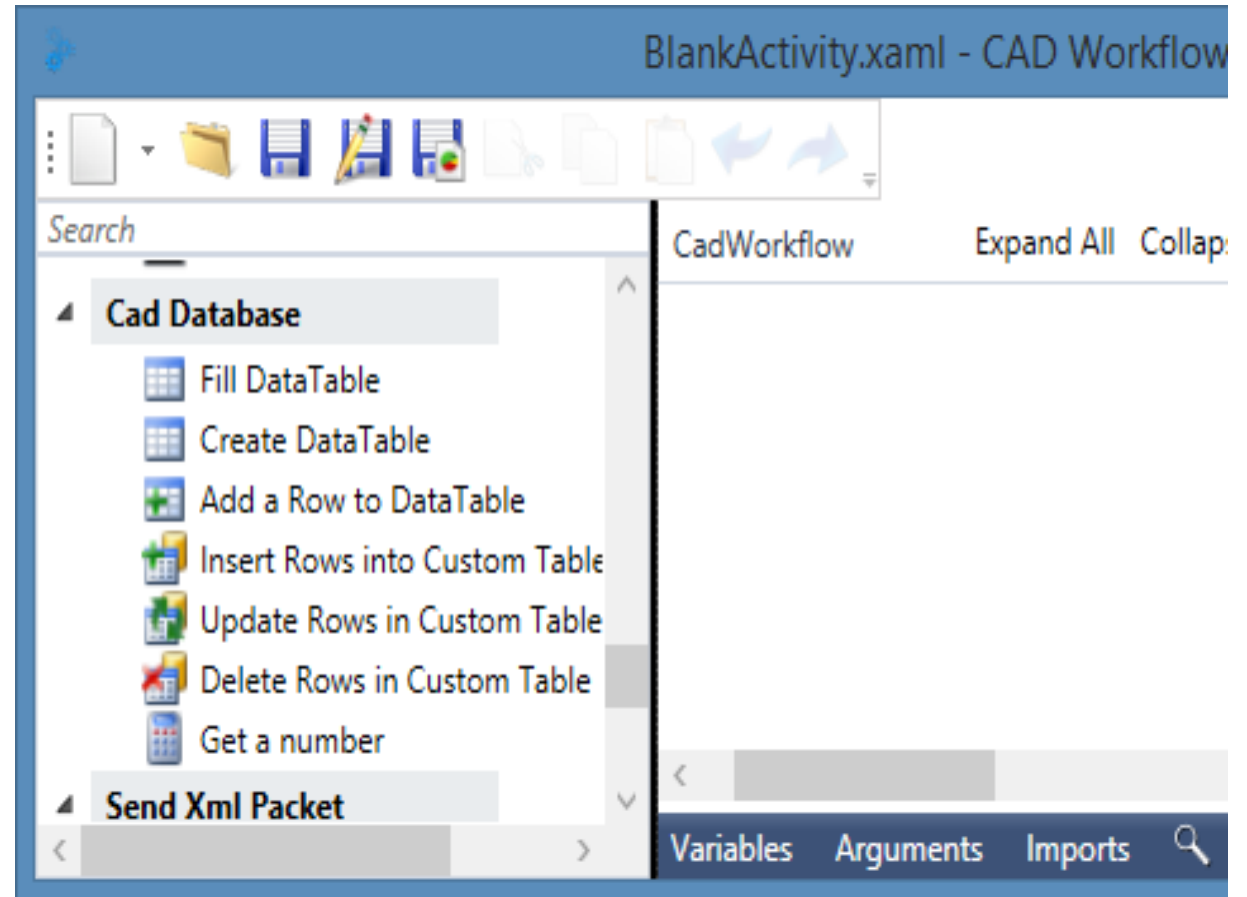 BlankActivity.xaml - CAD Workflow
Search
CadWorkflow Expand All Collaps
Cad Database
Fill DataTable
Create DataTable
Add a Row to DataTable
Insert Rows into Custom Table
Update Rows in Custom Table
Delete Rows in Custom Table
Get a number
Send Xml Packet
Variables Arguments Imports